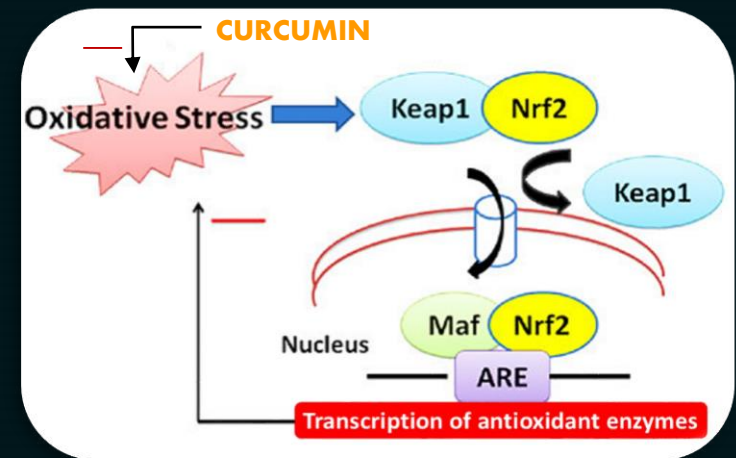 CURCUMIN
Oxidative Stress
Keap1
Nrf2
Keap1
Maf
Nrf2
Nucleus
ARE
Transcription of antioxidant enzymes